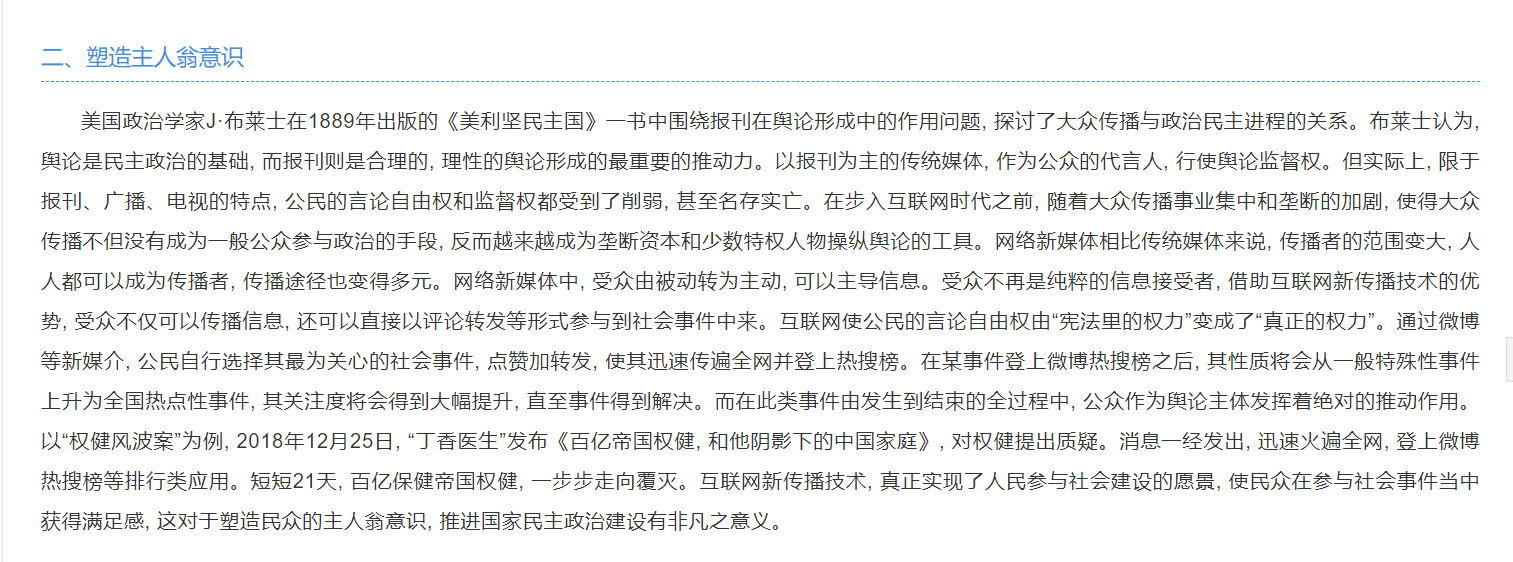 二、塑造主人翁意识
美国政治学家J·布莱士在1889年出版的《美利坚民主国》一书中围绕报刊在舆论形成中的作用问题, 探讨了大众传播与政治民主进程的关系。布莱士认为,
舆论是民主政治的基础, 而报刊则是合理的, 理性的舆论形成的最重要的推动力。以报刊为主的传统媒体, 作为公众的代言人, 行使舆论监督权。但实际上, 限于
报刊、广播、电视的特点, 公民的言论自由权和监督权都受到了削弱, 甚至名存实亡。在步入互联网时代之前, 随着大众传播事业集中和垄断的加剧, 使得大众
传播不但没有成为一般公众参与政治的手段, 反而越来越成为垄断资本和少数特权人物操纵舆论的工具。网络新媒体相比传统媒体来说, 传播者的范围变大, 人
人都可以成为传播者, 传播途径也变得多元。网络新媒体中, 受众由被动转为主动, 可以主导信息。受众不再是纯粹的信息接受者, 借助互联网新传播技术的优
势, 受众不仅可以传播信息, 还可以直接以评论转发等形式参与到社会事件中来。互联网使公民的言论自由权由“宪法里的权力”变成了“真正的权力”。通过微博
等新媒介, 公民自行选择其最为关心的社会事件, 点赞加转发, 使其迅速传遍全网并登上热搜榜。在某事件登上微博热搜榜之后, 其性质将会从一般特殊性事件
上升为全国热点性事件, 其关注度将会得到大幅提升, 直至事件得到解决。而在此类事件由发生到结束的全过程中, 公众作为舆论主体发挥着绝对的推动作用。
以“权健风波案”为例, 2018年12月25日, “丁香医生”发布《百亿帝国权健, 和他阴影下的中国家庭》, 对权健提出质疑。消息一经发出, 迅速火遍全网, 登上微博
热搜榜等排行类应用。短短21天, 百亿保健帝国权健, 一步步走向覆灭。互联网新传播技术, 真正实现了人民参与社会建设的愿景, 使民众在参与社会事件当中
获得满足感, 这对于塑造民众的主人翁意识, 推进国家民主政治建设有非凡之意义。